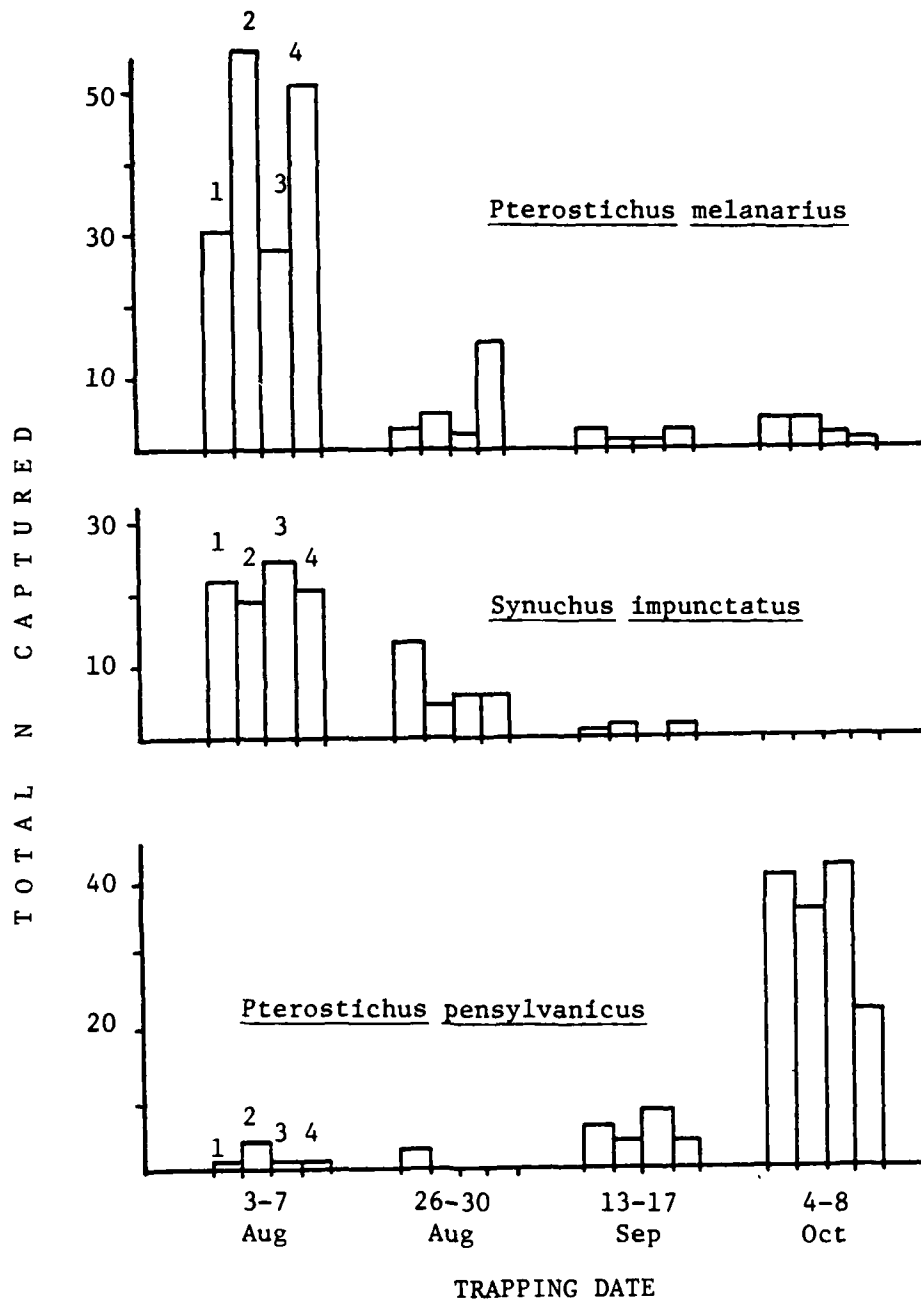 2
4
50
1
3
Pterostichus melanarius
30
10
TOTAL N CAPTURED
30
3
1
2
4
Synuchus impunctatus
10
40
Pterostichus pensylvanicus
20
2
1
3
4
3-7
Aug
26-30
Aug
13-17
Sep
4-8
Oct
TRAPPING DATE